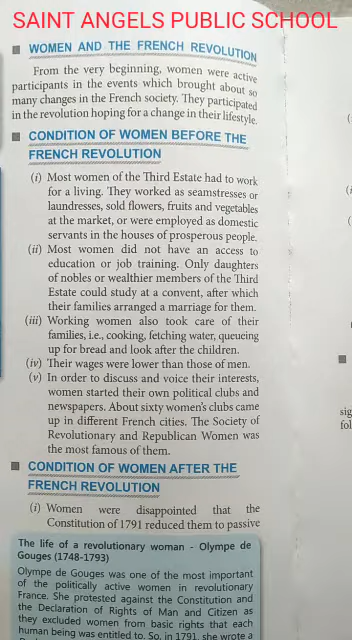 SAINT ANGELS PUBLIC SCHOOL
WOMEN AND THE FRENCH REVOLUTION
From the very beginning, women were active
participants in the events which brought about so
many changes in the French society. They participated
in the revolution hoping for a change in their lifestyle.
CONDITION OF WOMEN BEFORE THE
FRENCH REVOLUTION
(i) Most women of the Third Estate had to work
for a living. They worked as seamstresses or
laundresses, sold flowers, fruits and vegetables
at the market, or were employed as domestic
servants in the houses of prosperous people.
(ii) Most women did not have an access to
education or job training. Only daughters
of nobles or wealthier members of the Third
Estate could study at a convent, after which
their families arranged a marriage for them.
(iii) Working women also took care of their
families, i.e., cooking, fetching water, queueing
up for bread and look after the children.
(iv) Their wages were lower than those of men.
(v) In order to discuss and voice their interests,
women started their own political clubs and
newspapers. About sixty women's clubs came
up in different French cities. The Society of
Revolutionary and Republican Women was
the most famous of them.
CONDITION OF WOMEN AFTER THE
FRENCH REVOLUTION
(i) Women were disappointed that the
Constitution of 1791 reduced them to passive
The life of a revolutionary woman - Olympe de
Gouges (1748-1793)
Olympe de Gouges was one of the most important
of the politically active women in revolutionary
France. She protested against the Constitution and
the Declaration of Rights of Man and Citizen as
they excluded women from basic rights that each
human being was entitled to. So, in 1791, she wrote a
sig
fol